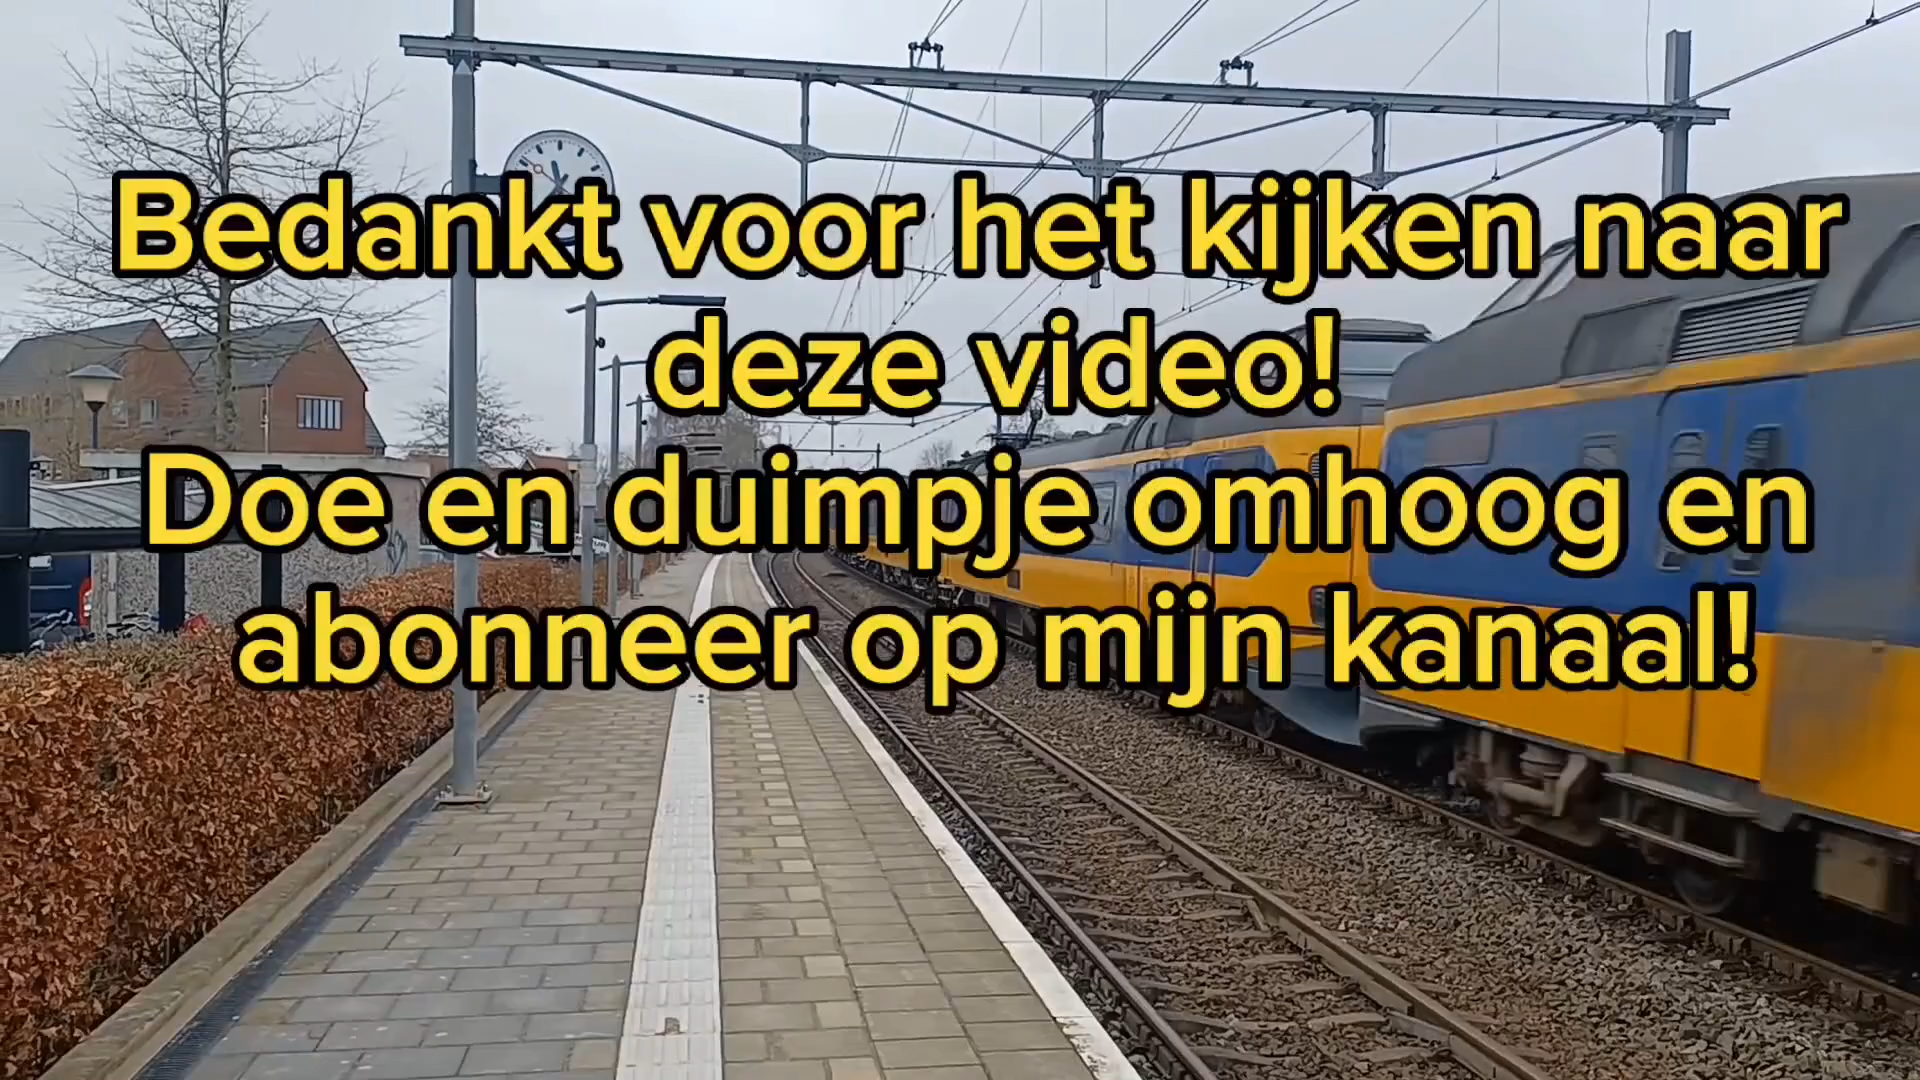 Bedankt voor het kijken naar
deze video!
Doe en duimpje omhoog en
abonneer op mijn kanaal!